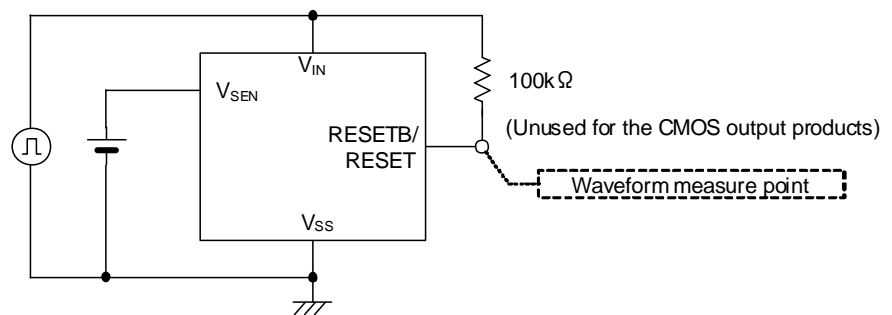 V_IN
V_SEN
100kΩ
(Unused for the CMOS output products)
RESETB/
RESET
Waveform measure point
V_SS